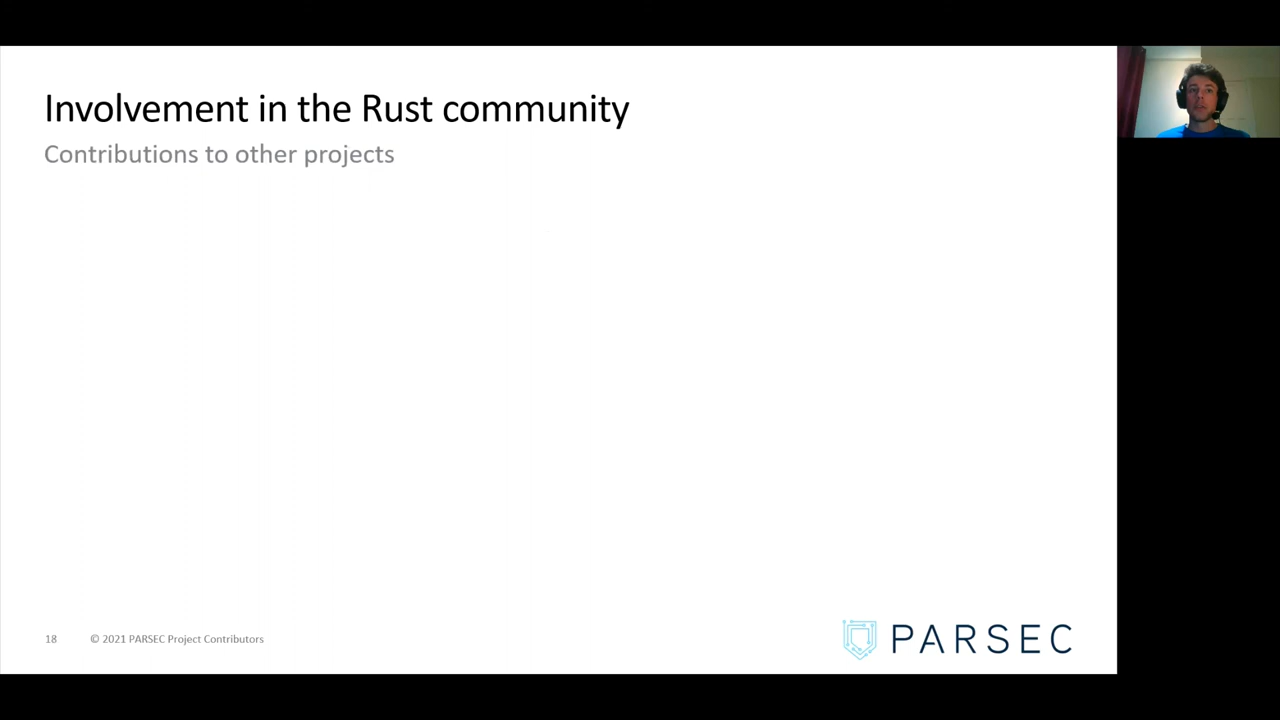 Involvement in the Rust community
Contributions to other projects
18 © 2021 PARSEC Project Contributors
PARSEC